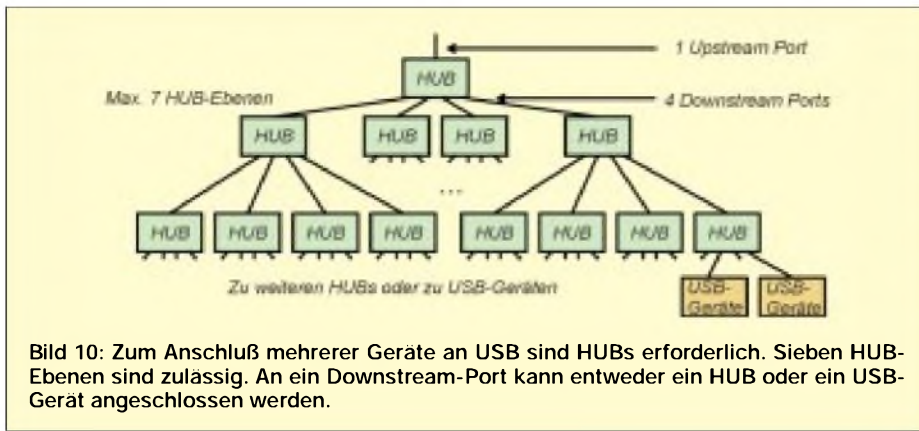 1 Upstream Port
HUB
Max. 7 HUB-Ebenen
4 Downstream Ports
HUB HUB HUB HUB
...
HUB HUB HUB HUB HUB HUB HUB HUB
Zu weiteren HUBs oder zu USB-Geräten
USB- USB-
Geräte Geräte
Bild 10: Zum Anschluß mehrerer Geräte an USB sind HUBs erforderlich. Sieben HUB-
Ebenen sind zulässig. An ein Downstream-Port kann entweder ein HUB oder ein USB-
Gerät angeschlossen werden.